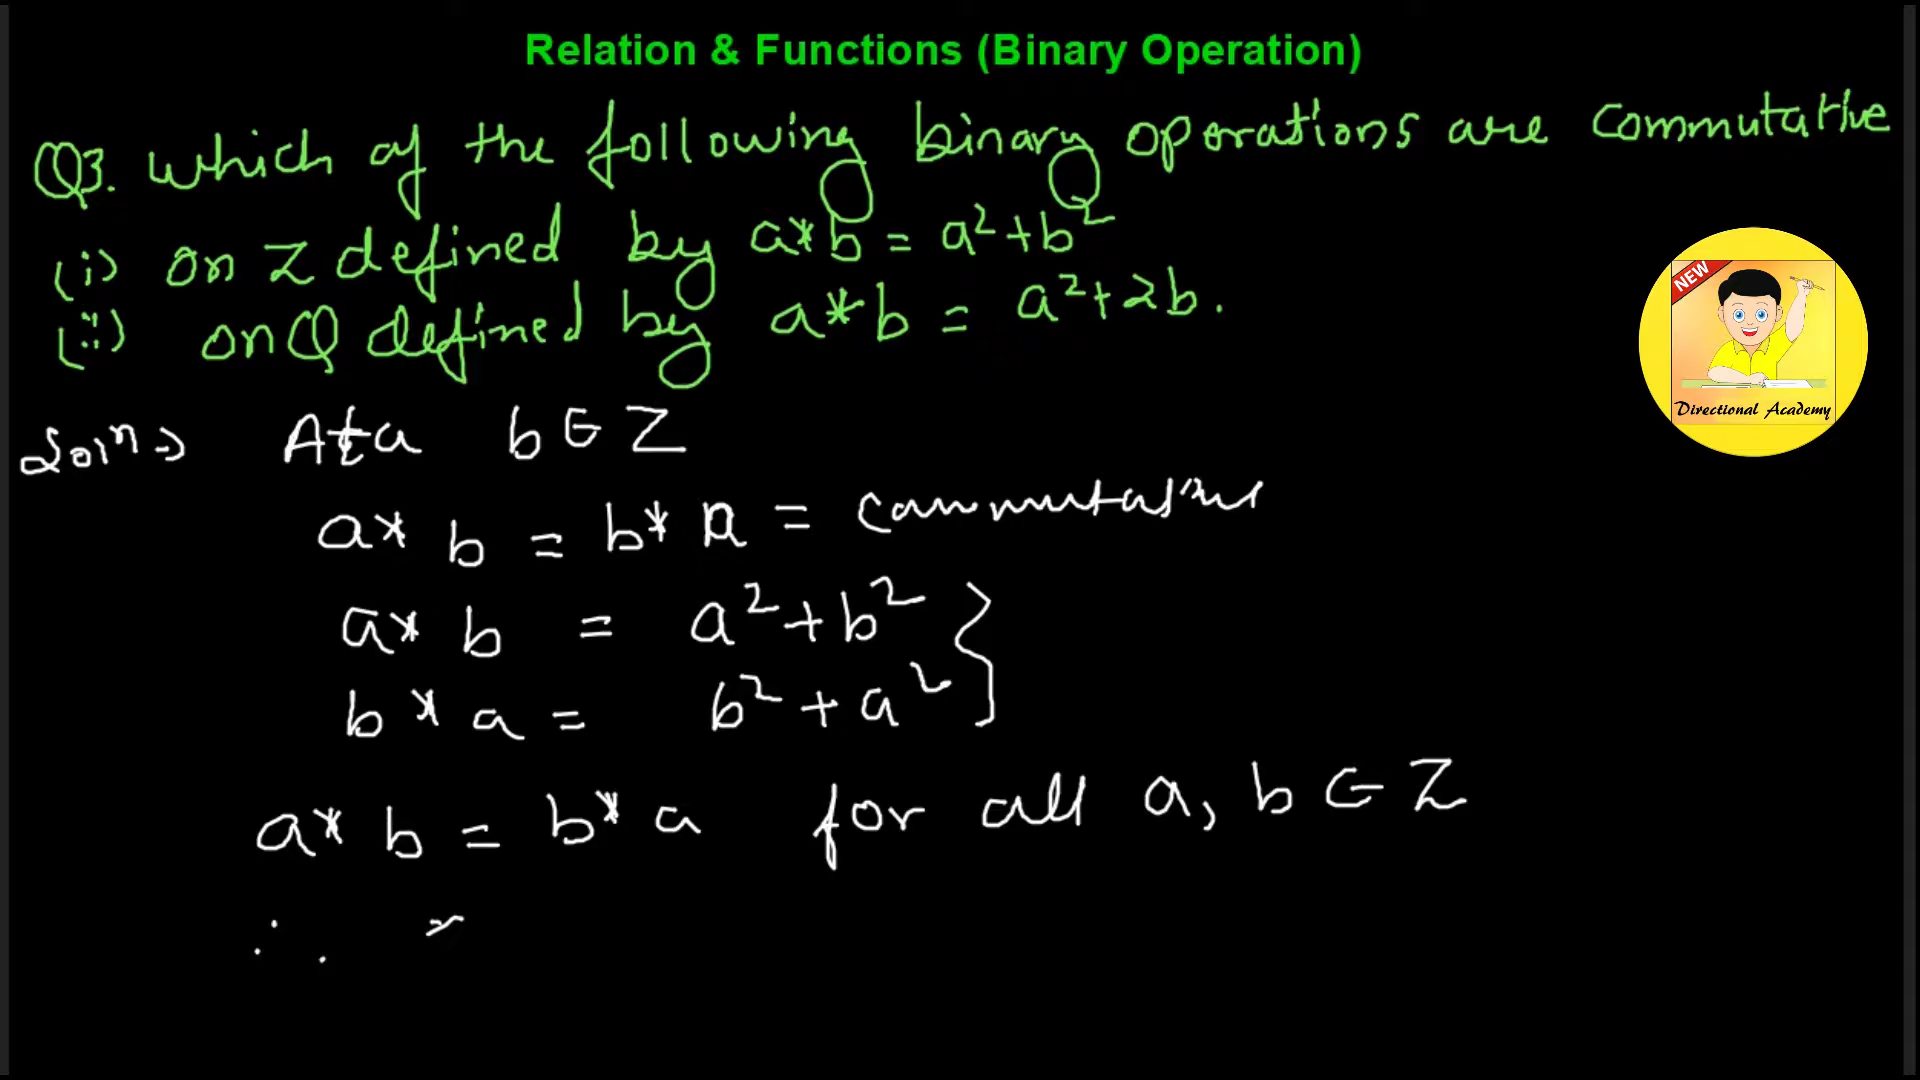 Relation & Functions (Binary Operation)
Q3. which of the following binary operations are commutative
(i) on Z defined by a*b = a²+b²
(ii) on Q defined by a*b = a²+2b.
NEW
Directional Academy
Soln⇒ b ∈ Z
a* b = b* a = commutative
a* b = a²+b² }
b * a = b² + a²
a* b = b* a for all a, b ∈ Z
∴